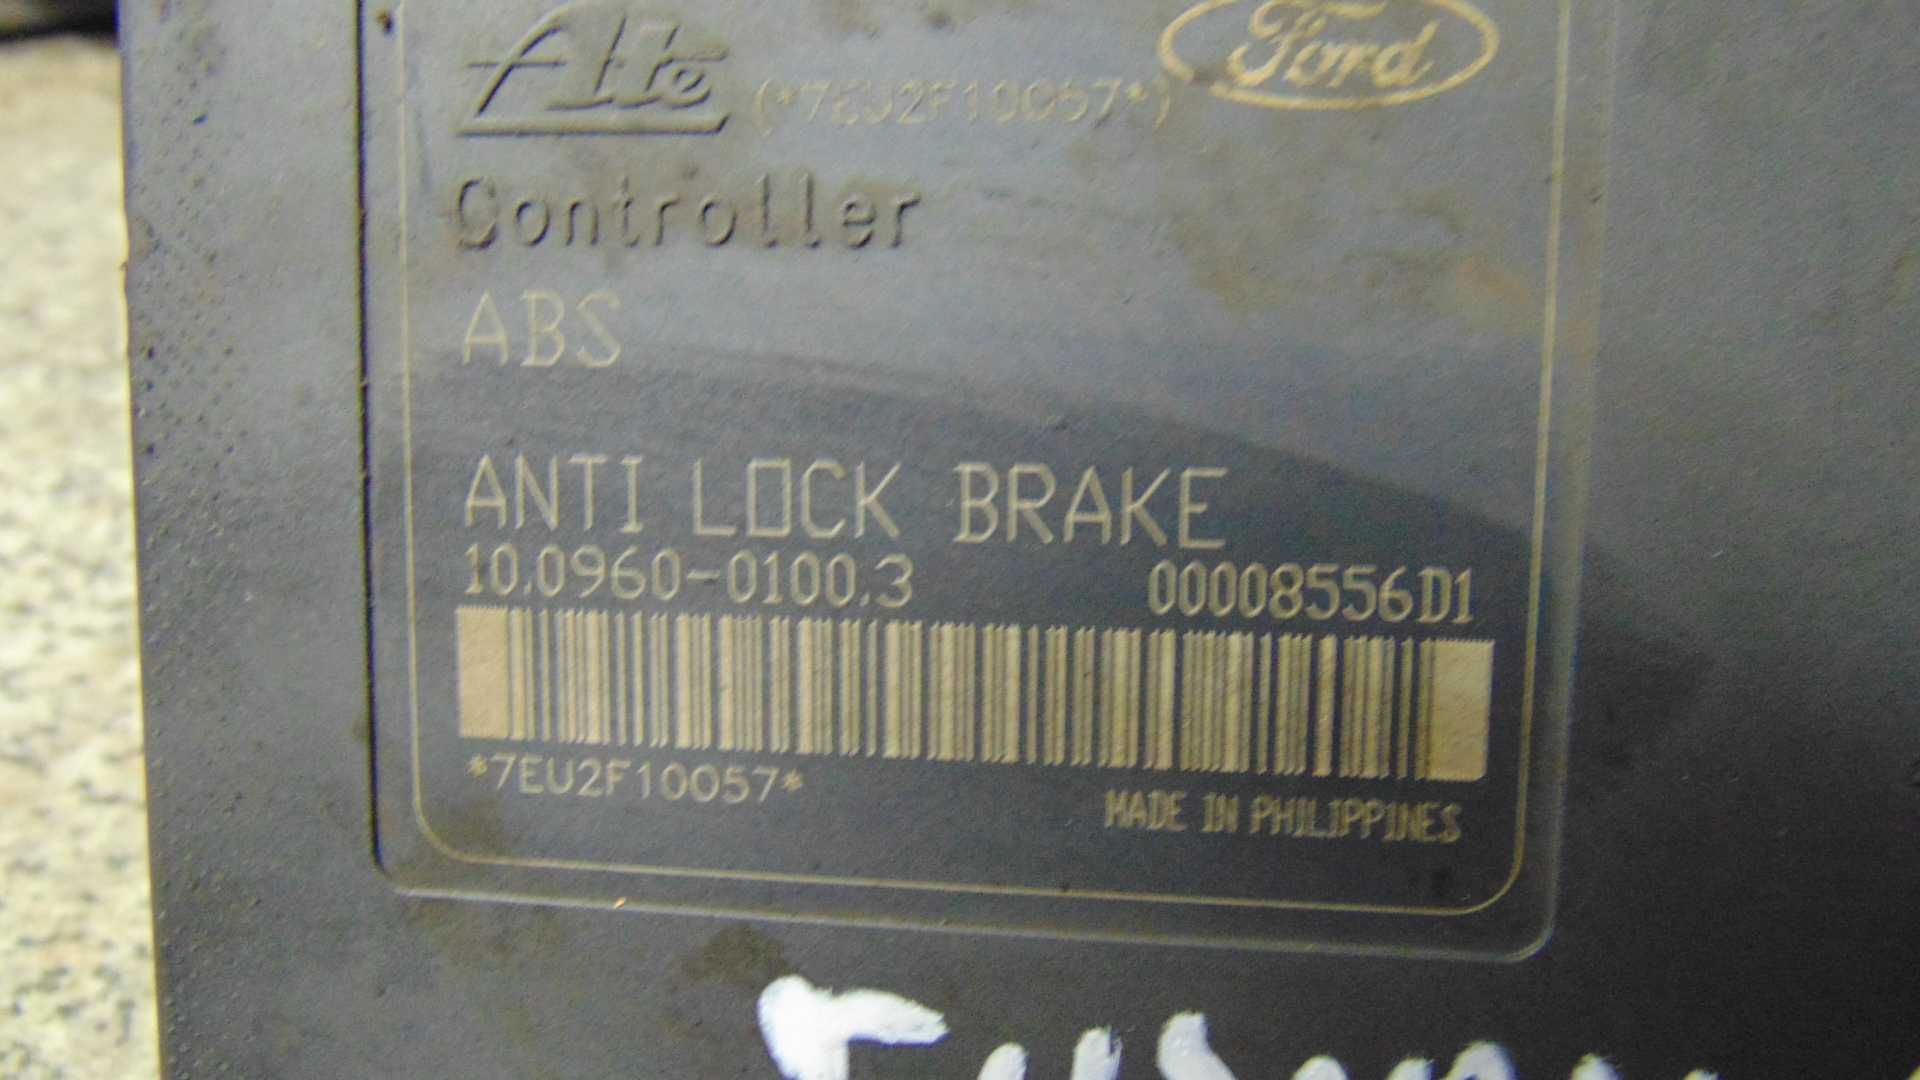 Ate (*7EU2F10057*) Ford
Controller
ABS
ANTI LOCK BRAKE
10.0960-0100.3 00008556D1
*7EU2F10057*
MADE IN PHILIPPINES